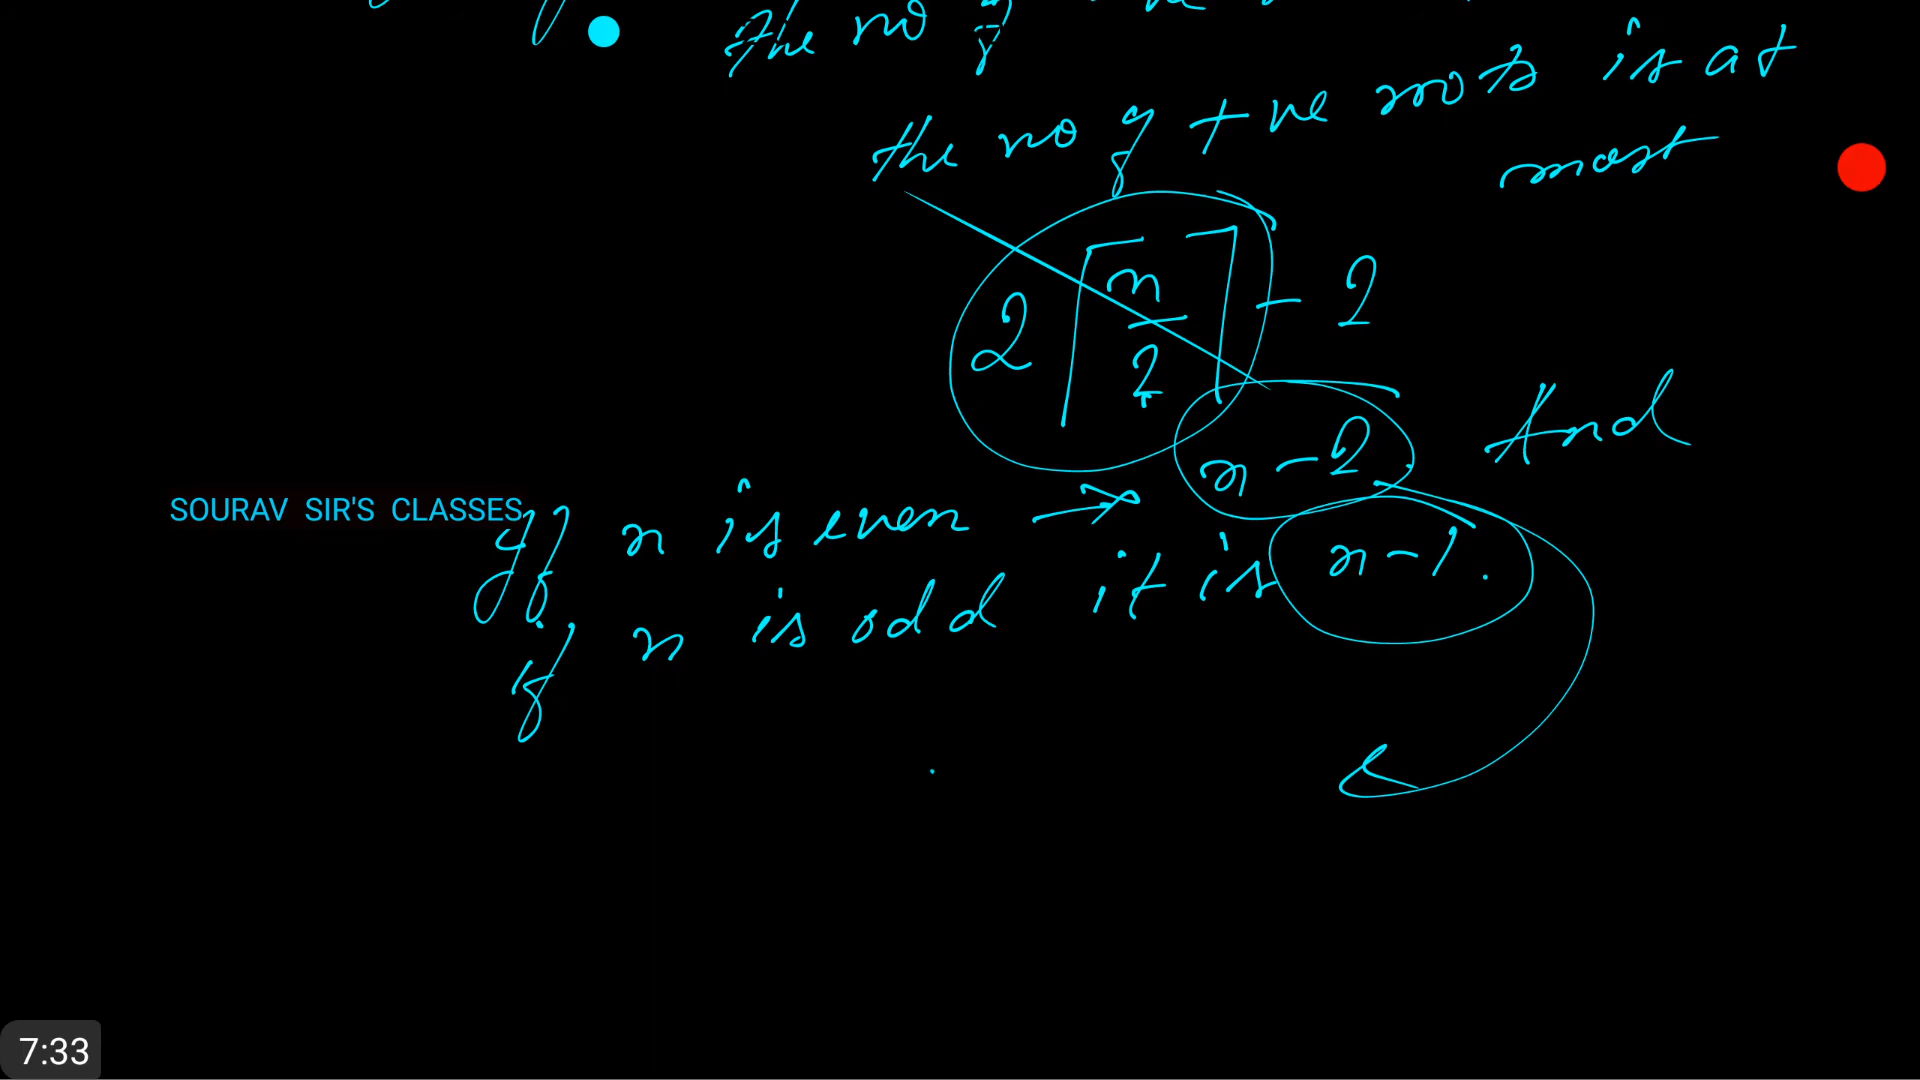 the no of
the no of +ve roots is at
most
2⌈n/2⌉ - 2
If n is even → n-2 And
if n is odd it is n-1.
SOURAV SIR'S CLASSES
7:33